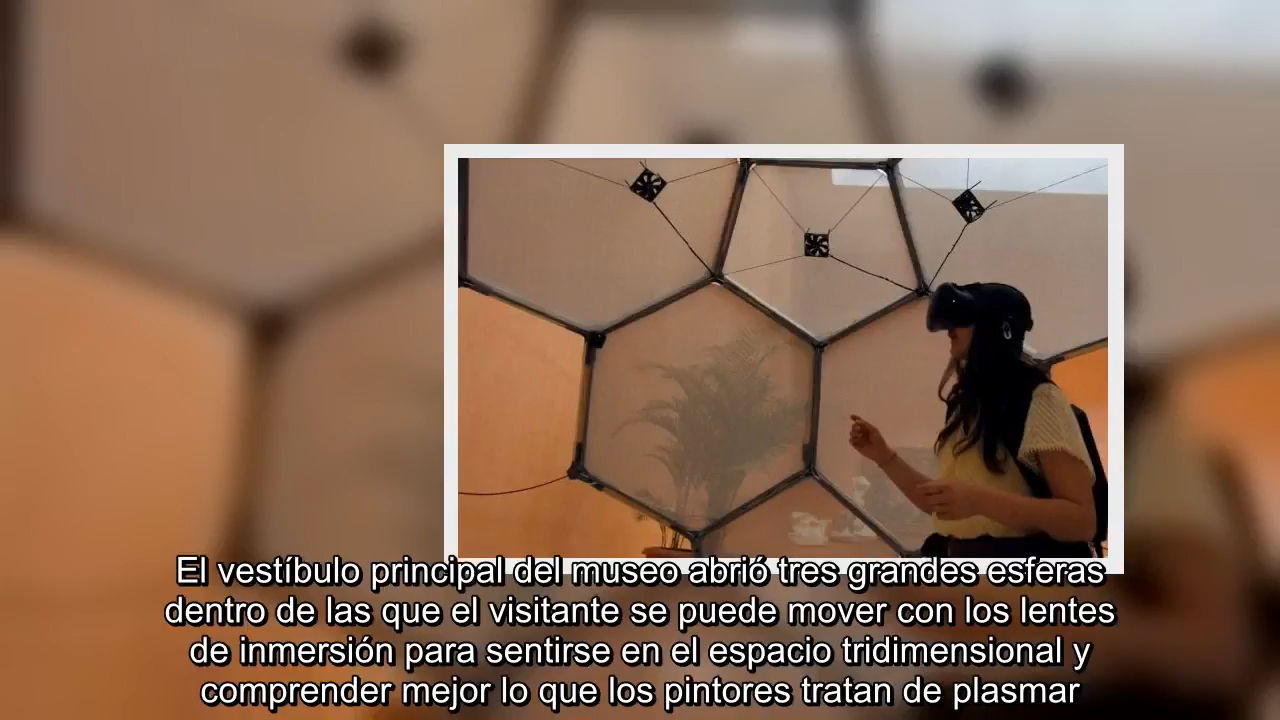 El vestíbulo principal del museo abrió tres grandes esferas
dentro de las que el visitante se puede mover con los lentes
de inmersión para sentirse en el espacio tridimensional y
comprender mejor lo que los pintores tratan de plasmar